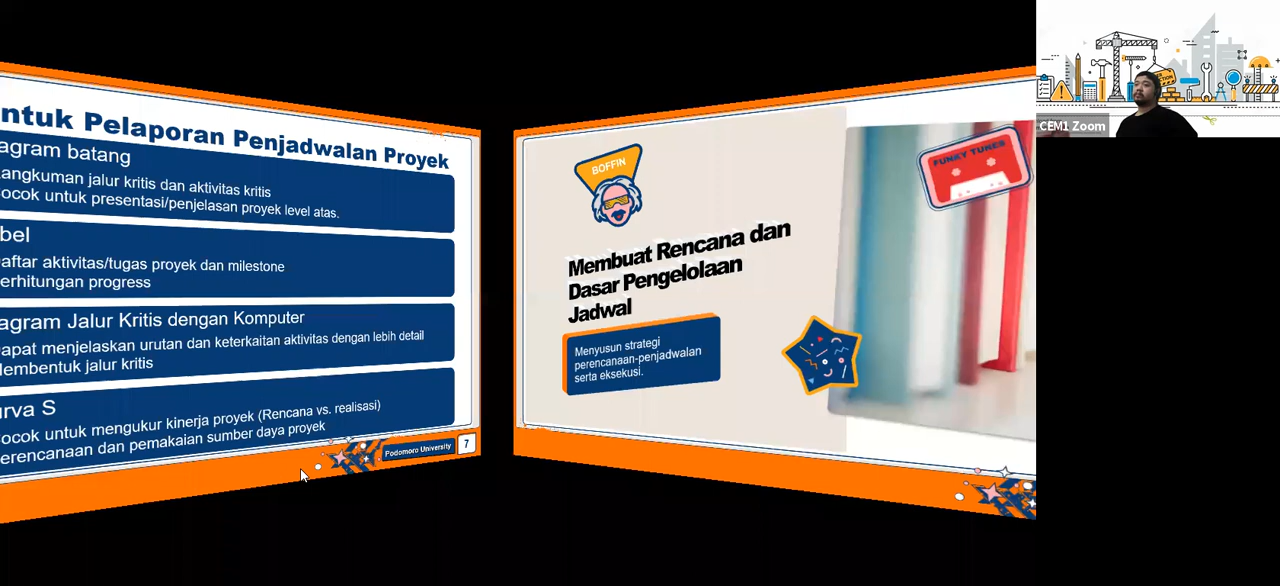 ntuk Pelaporan Penjadwalan Proyek
agram batang
angkuman jalur kritis dan aktivitas kritis
ocok untuk presentasi/penjelasan proyek level atas.
bel
aftar aktivitas/tugas proyek dan milestone
erhitungan progress
agram Jalur Kritis dengan Komputer
apat menjelaskan urutan dan keterkaitan aktivitas dengan lebih detail
embentuk jalur kritis
urva S
ocok untuk mengukur kinerja proyek (Rencana vs. realisasi)
erencanaan dan pemakaian sumber daya proyek
Podomoro University
7
BOFFIN
Membuat Rencana dan
Dasar Pengelolaan
Jadwal
Menyusun strategi
perencanaan-penjadwalan
serta eksekusi.
FUNKY TUNES
CEM1 Zoom